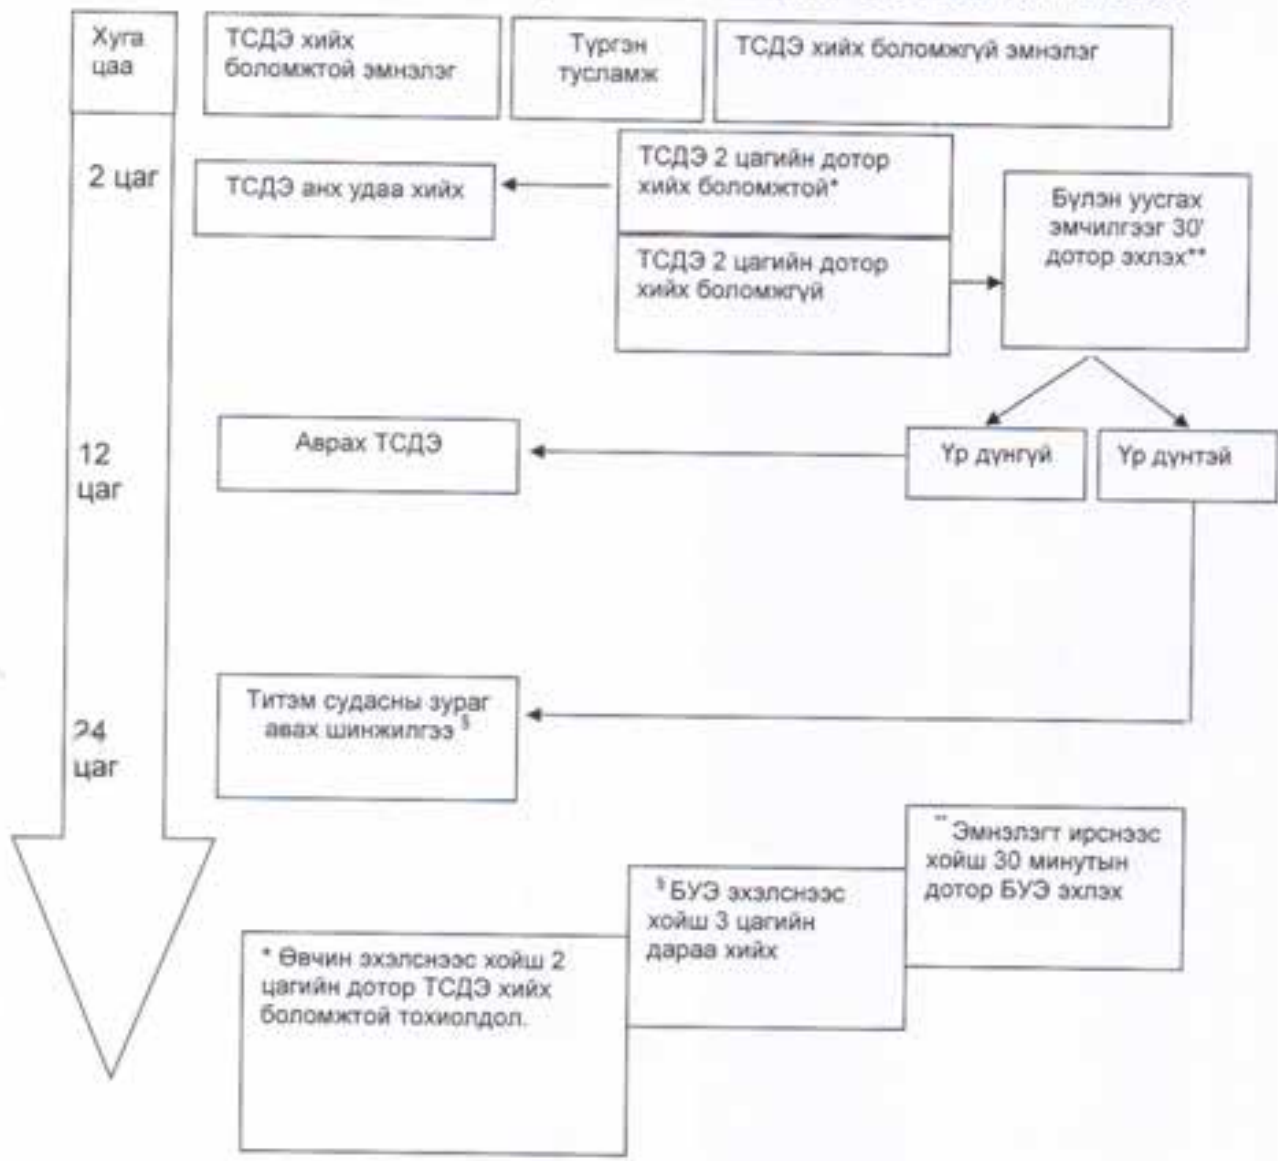 Хуга
цаа
ТСДЭ хийх
боломжтой эмнэлэг
Түргэн
тусламж
ТСДЭ хийх боломжгүй эмнэлэг
2 цаг
ТСДЭ анх удаа хийх
ТСДЭ 2 цагийн дотор
хийх боломжтой*
ТСДЭ 2 цагийн дотор
хийх боломжгүй
Бүлэн уусгах
эмчилгээг 30'
дотор эхлэх**
12
цаг
Аврах ТСДЭ
Үр дүнгүй
Үр дүнтэй
24
цаг
Титэм судасны зураг
авах шинжилгээ §
* Өвчин эхэлснээс хойш 2
цагийн дотор ТСДЭ хийх
боломжтой тохиолдол.
§ БУЭ эхэлснээс
хойш 3 цагийн
дараа хийх
** Эмнэлэгт ирснээс
хойш 30 минутын
дотор БУЭ эхлэх